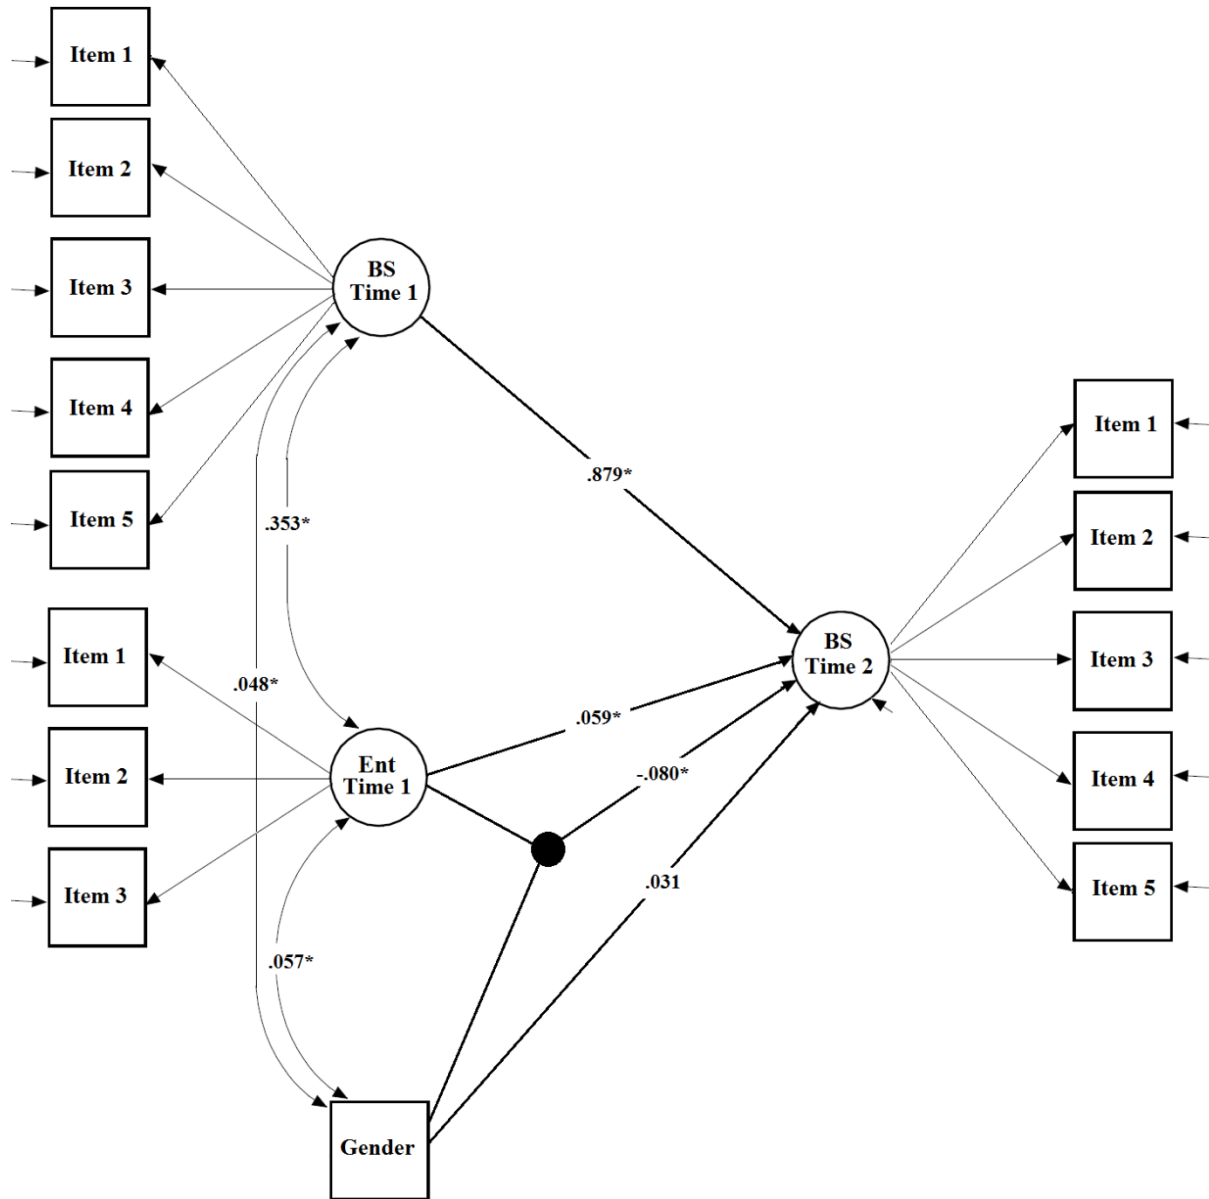 Item 1
Item 2
Item 3
Item 4
Item 5
BS
Time 1
.879*
.353*
.048*
Item 1
Item 2
Item 3
Ent
Time 1
.059*
-.080*
.031
.057*
Gender
BS
Time 2
Item 1
Item 2
Item 3
Item 4
Item 5